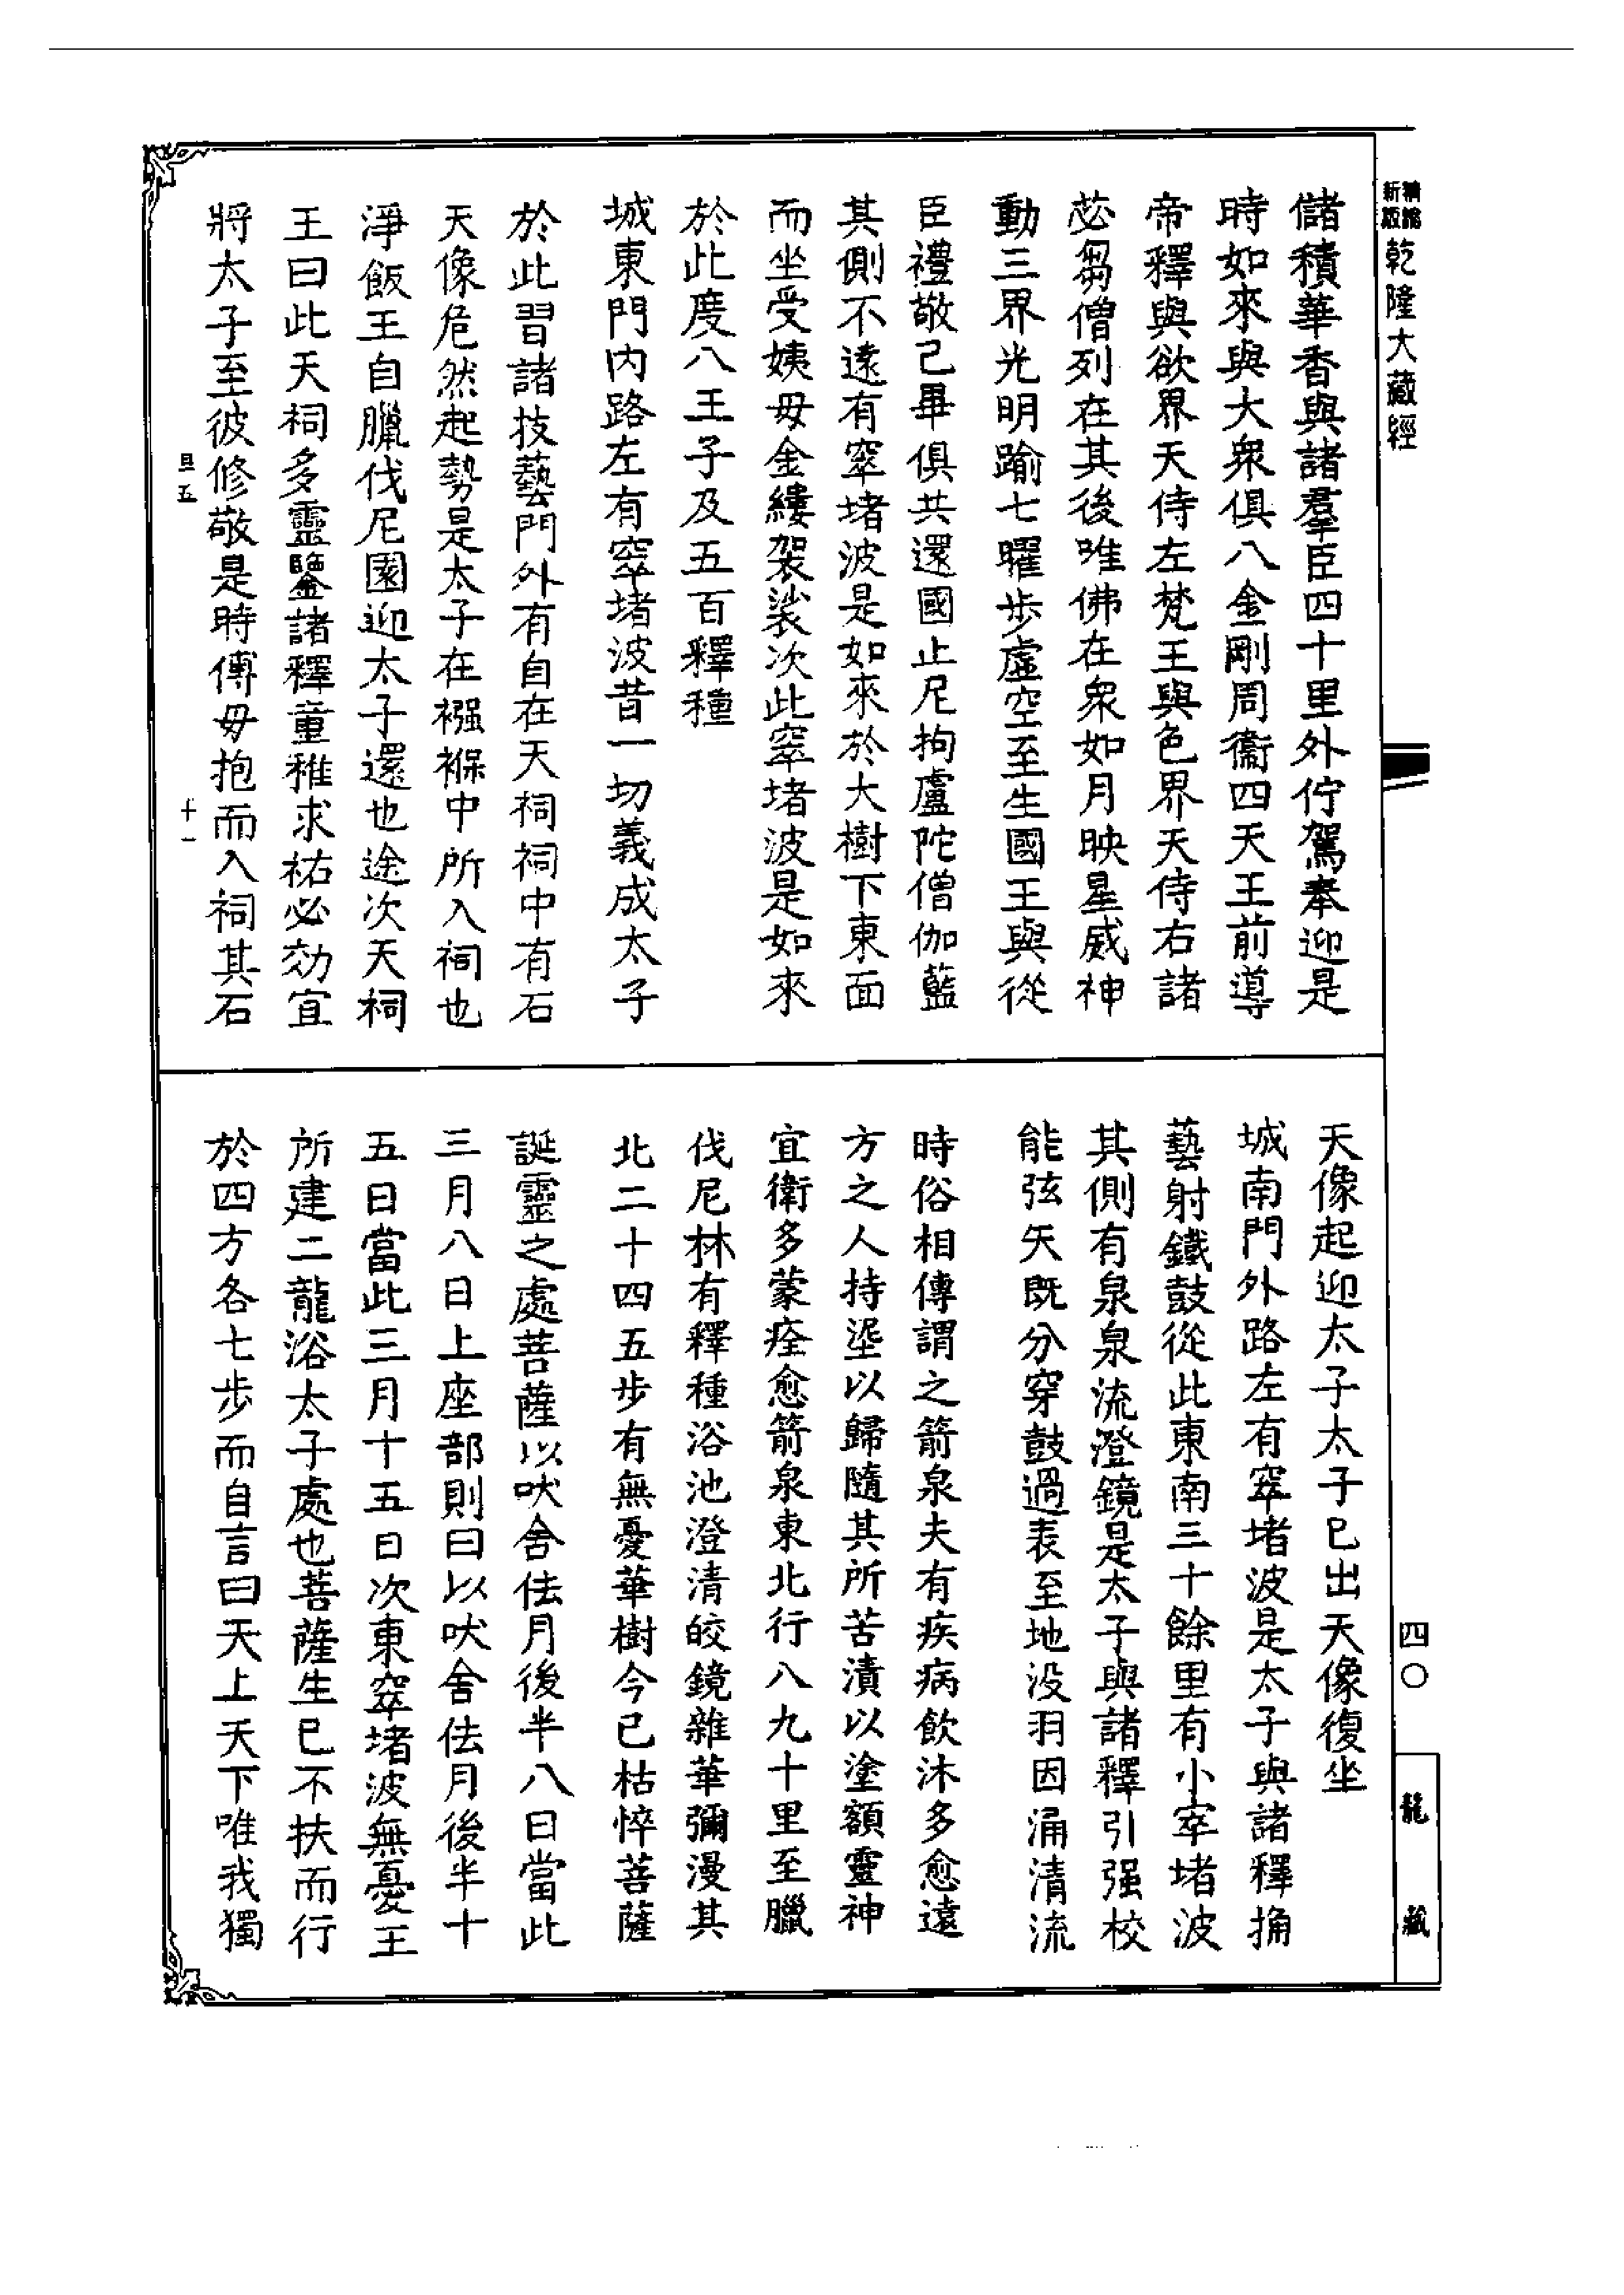 新編
縮版
乾隆大藏經
儲積華香與諸羣臣四十里外佇駕奉迎是
時如來與大衆俱八金剛周衞四天王前導
帝釋與欲界天侍左梵王與色界天侍右諸
苾芻僧列在其後唯佛在衆如月映星威神
動三界光明踰七曜步虛空至生國王與從
臣禮敬已畢俱共還國止尼拘盧陀僧伽藍
其側不遠有窣堵波是如來於大樹下東面
而坐受姨母金縷袈裟次此窣堵波是如來
於此度八王子及五百釋種
城東門内路左有窣堵波昔一切義成太子
於此習諸技藝門外有自在天祠祠中有石
天像危然起勢是太子在襁褓中所入祠也
淨飯王自臘伐尼園迎太子還也途次天祠
王曰此天祠多靈鑒諸釋童稚求祐必効宜
將太子至彼修敬是時傅母抱而入祠其石
旦五
十一
天像起迎太子太子已出天像復坐
城南門外路左有窣堵波是太子與諸釋捔
藝射鐵鼓從此東南三十餘里有小窣堵波
其側有泉泉流澄鏡是太子與諸釋引强校
能弦矢既分穿鼓過表至地没羽因涌清流
時俗相傳謂之箭泉夫有疾病飲沐多愈遠
方之人持埿以歸隨其所苦漬以塗額靈神
宜衛多蒙痊愈箭泉東北行八九十里至臘
伐尼林有釋種浴池澄清皎鏡雜華彌漫其
北二十四五步有無憂華樹今已枯悴菩薩
誕靈之處菩薩以吠舍佉月後半八日當此
三月八日上座部則曰以吠舍佉月後半十
五日當此三月十五日次東窣堵波無憂王
所建二龍浴太子處也菩薩生已不扶而行
於四方各七步而自言曰天上天下唯我獨
四〇
龍藏